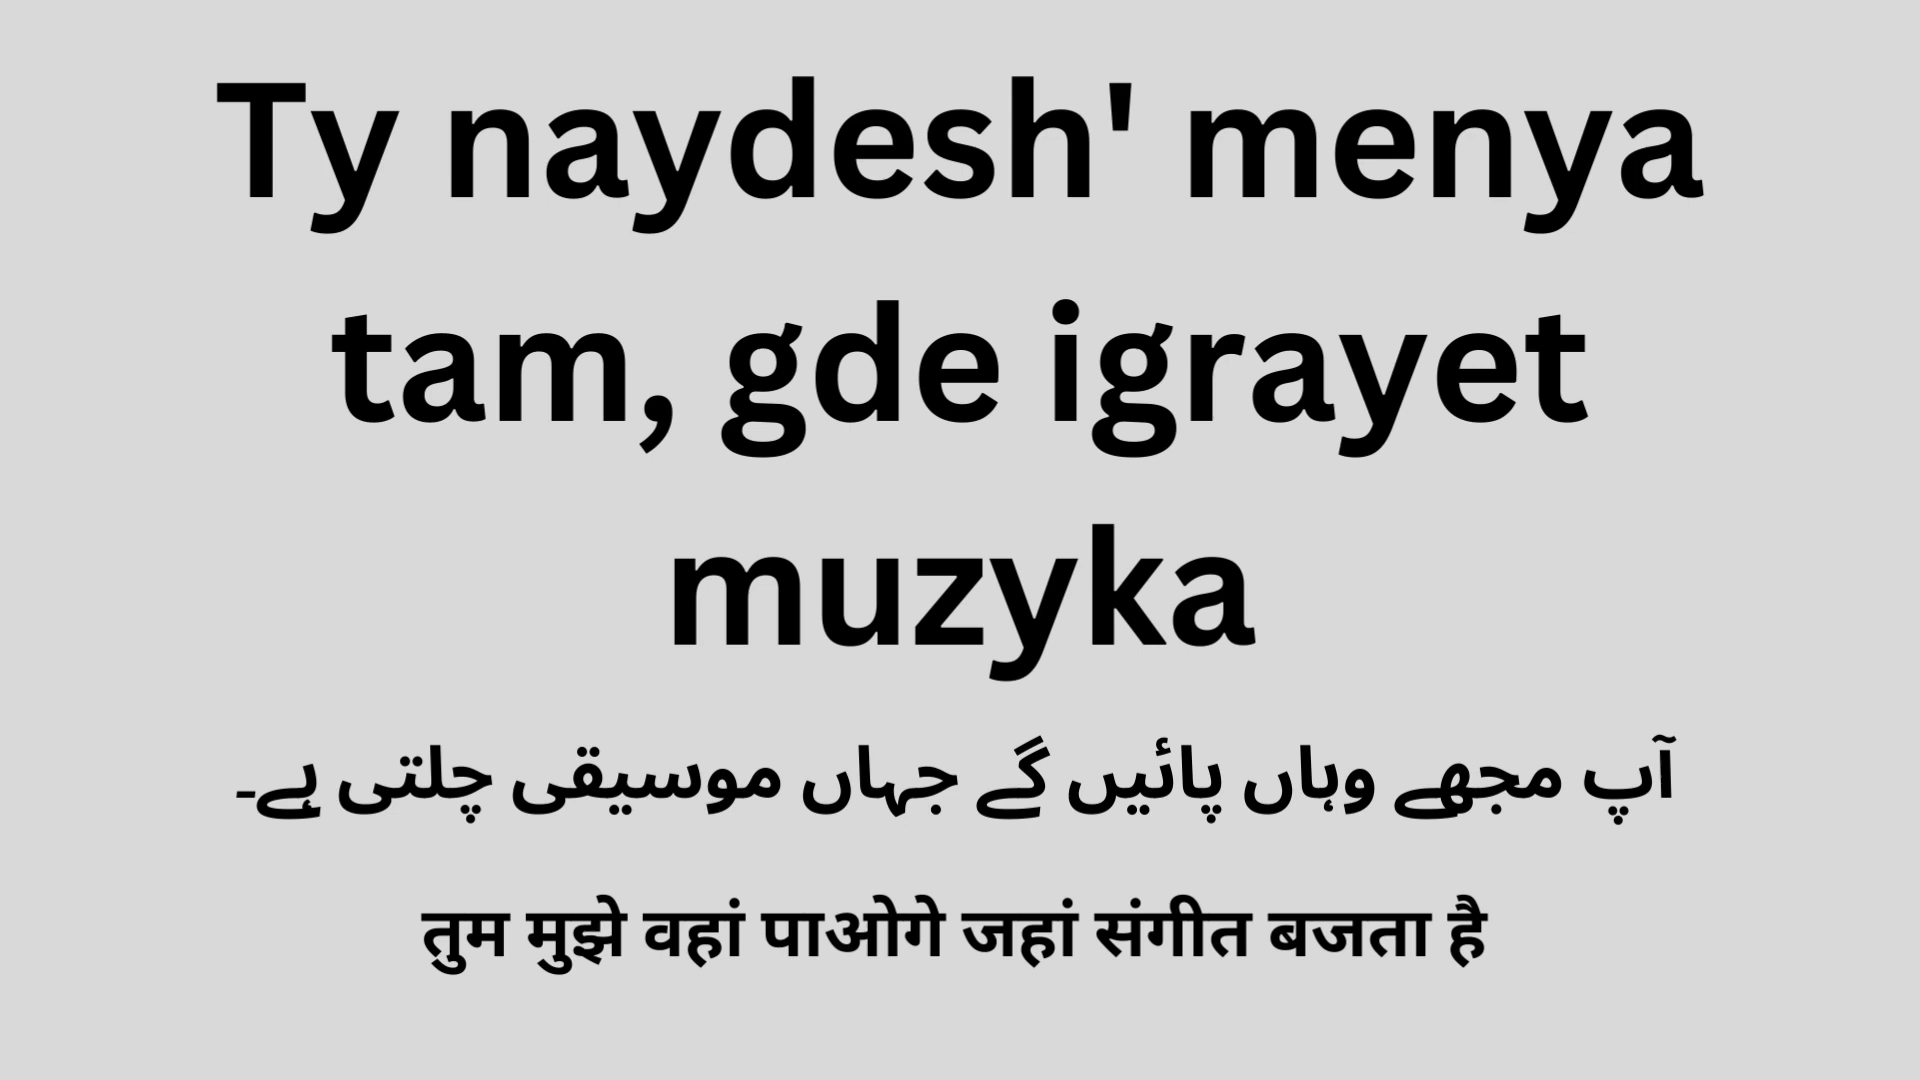 Ty naydesh' menya
tam, gde igrayet
muzyka
آپ مجھے وہاں پائیں گے جہاں موسیقی چلتی ہے۔
तुम मुझे वहां पाओगे जहां संगीत बजता है